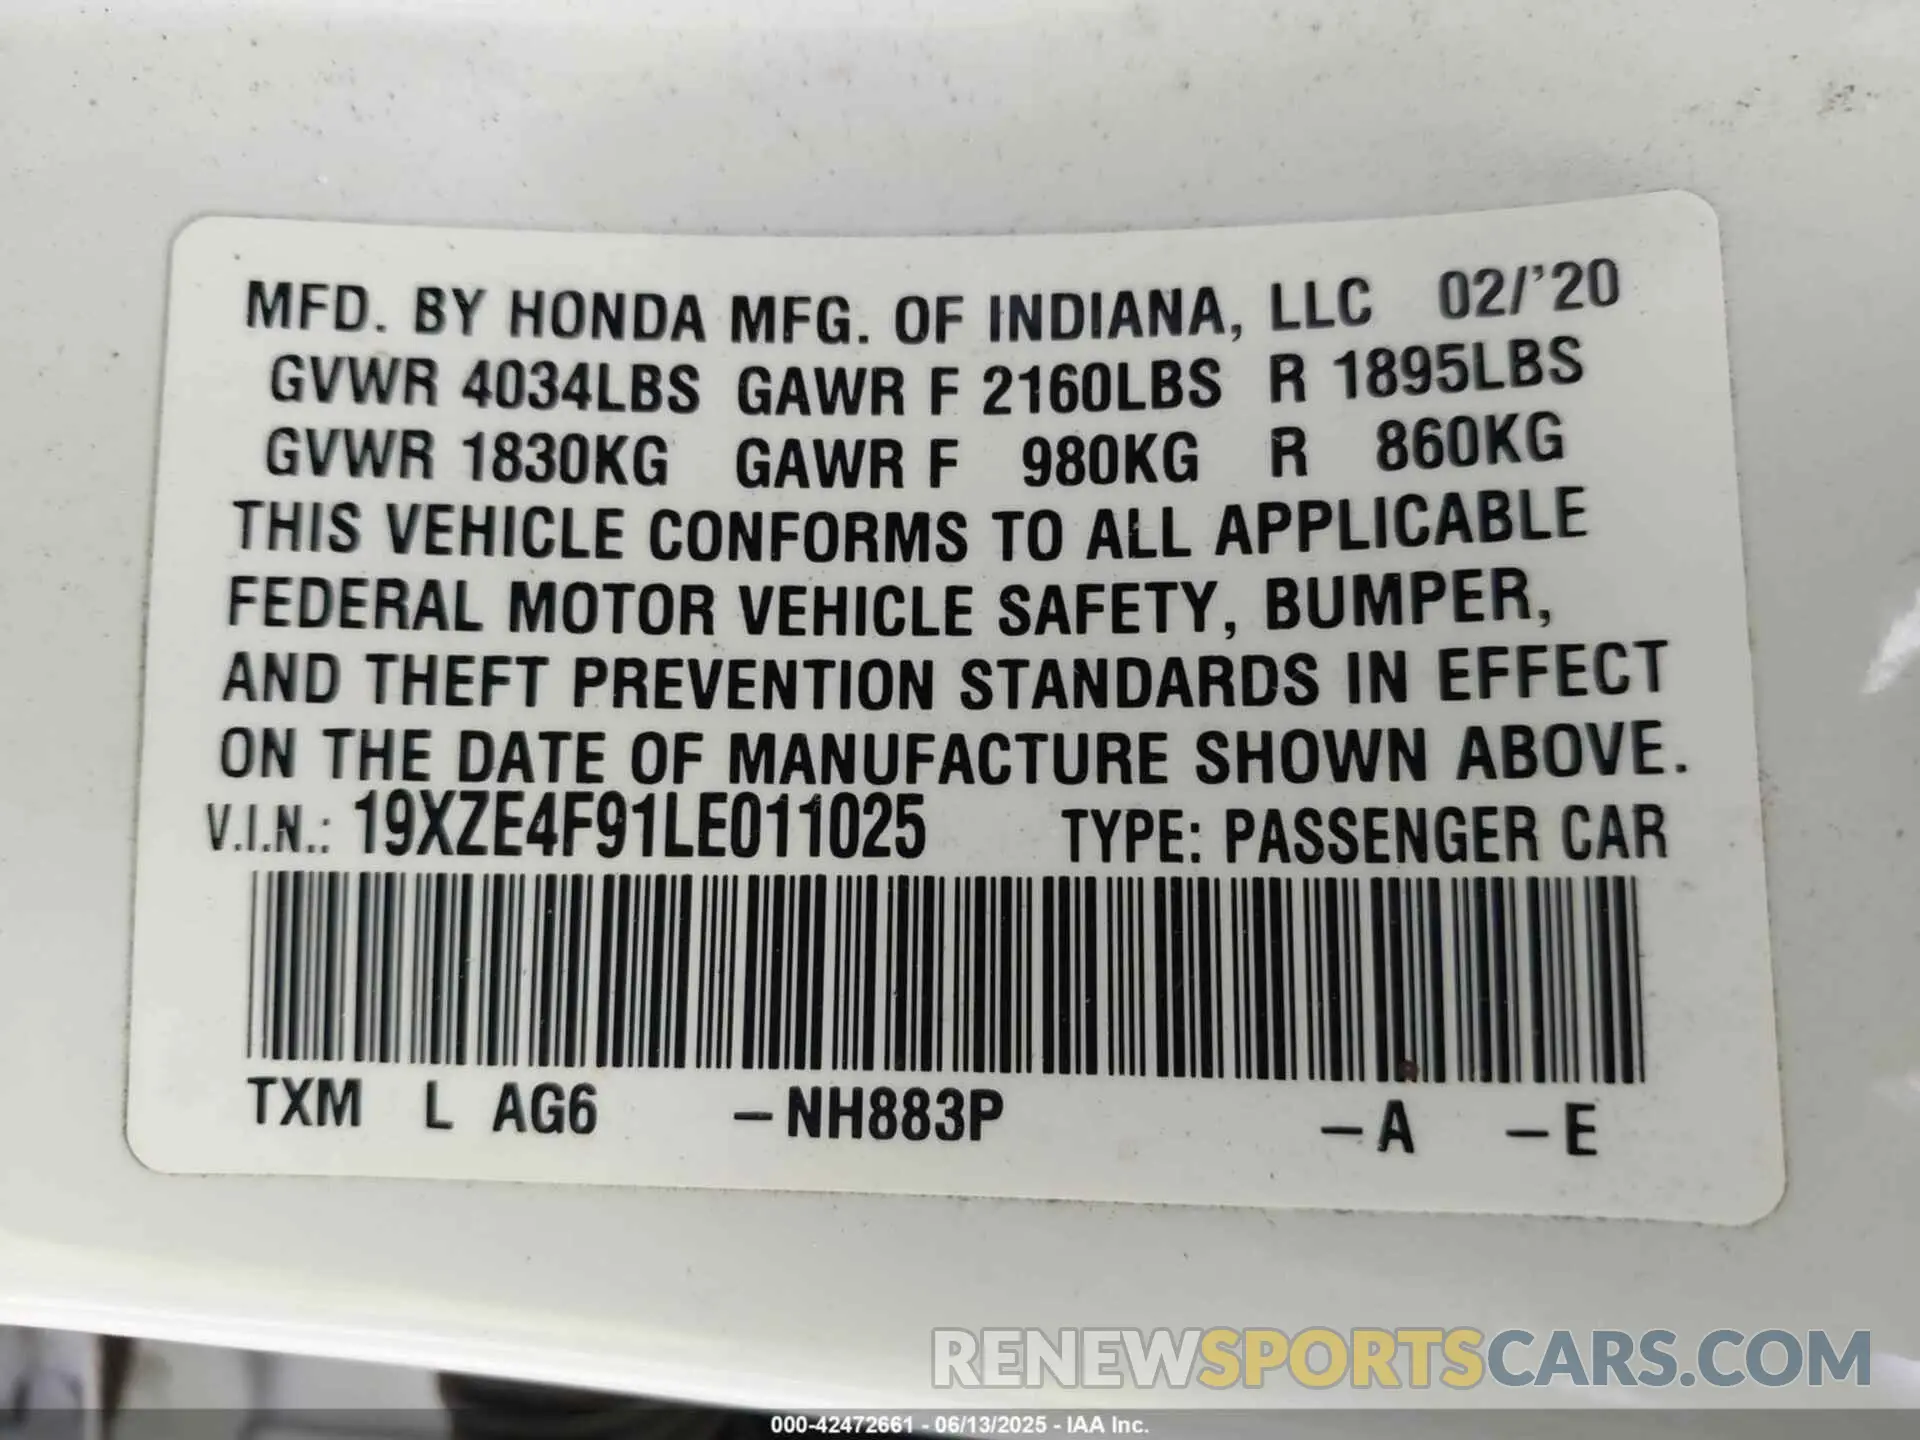 MFD. BY HONDA MFG. OF INDIANA, LLC 02/'20
GVWR 4034LBS GAWR F 2160LBS R 1895LBS
GVWR 1830KG GAWR F 980KG R 860KG
THIS VEHICLE CONFORMS TO ALL APPLICABLE
FEDERAL MOTOR VEHICLE SAFETY, BUMPER,
AND THEFT PREVENTION STANDARDS IN EFFECT
ON THE DATE OF MANUFACTURE SHOWN ABOVE.
V.I.N.: 19XZE4F91LE011025 TYPE: PASSENGER CAR
TXM L AG6 –NH883P –A –E
RENEWSPORTSCARS.COM
000-42472661 - 06/13/2025 - IAA Inc.